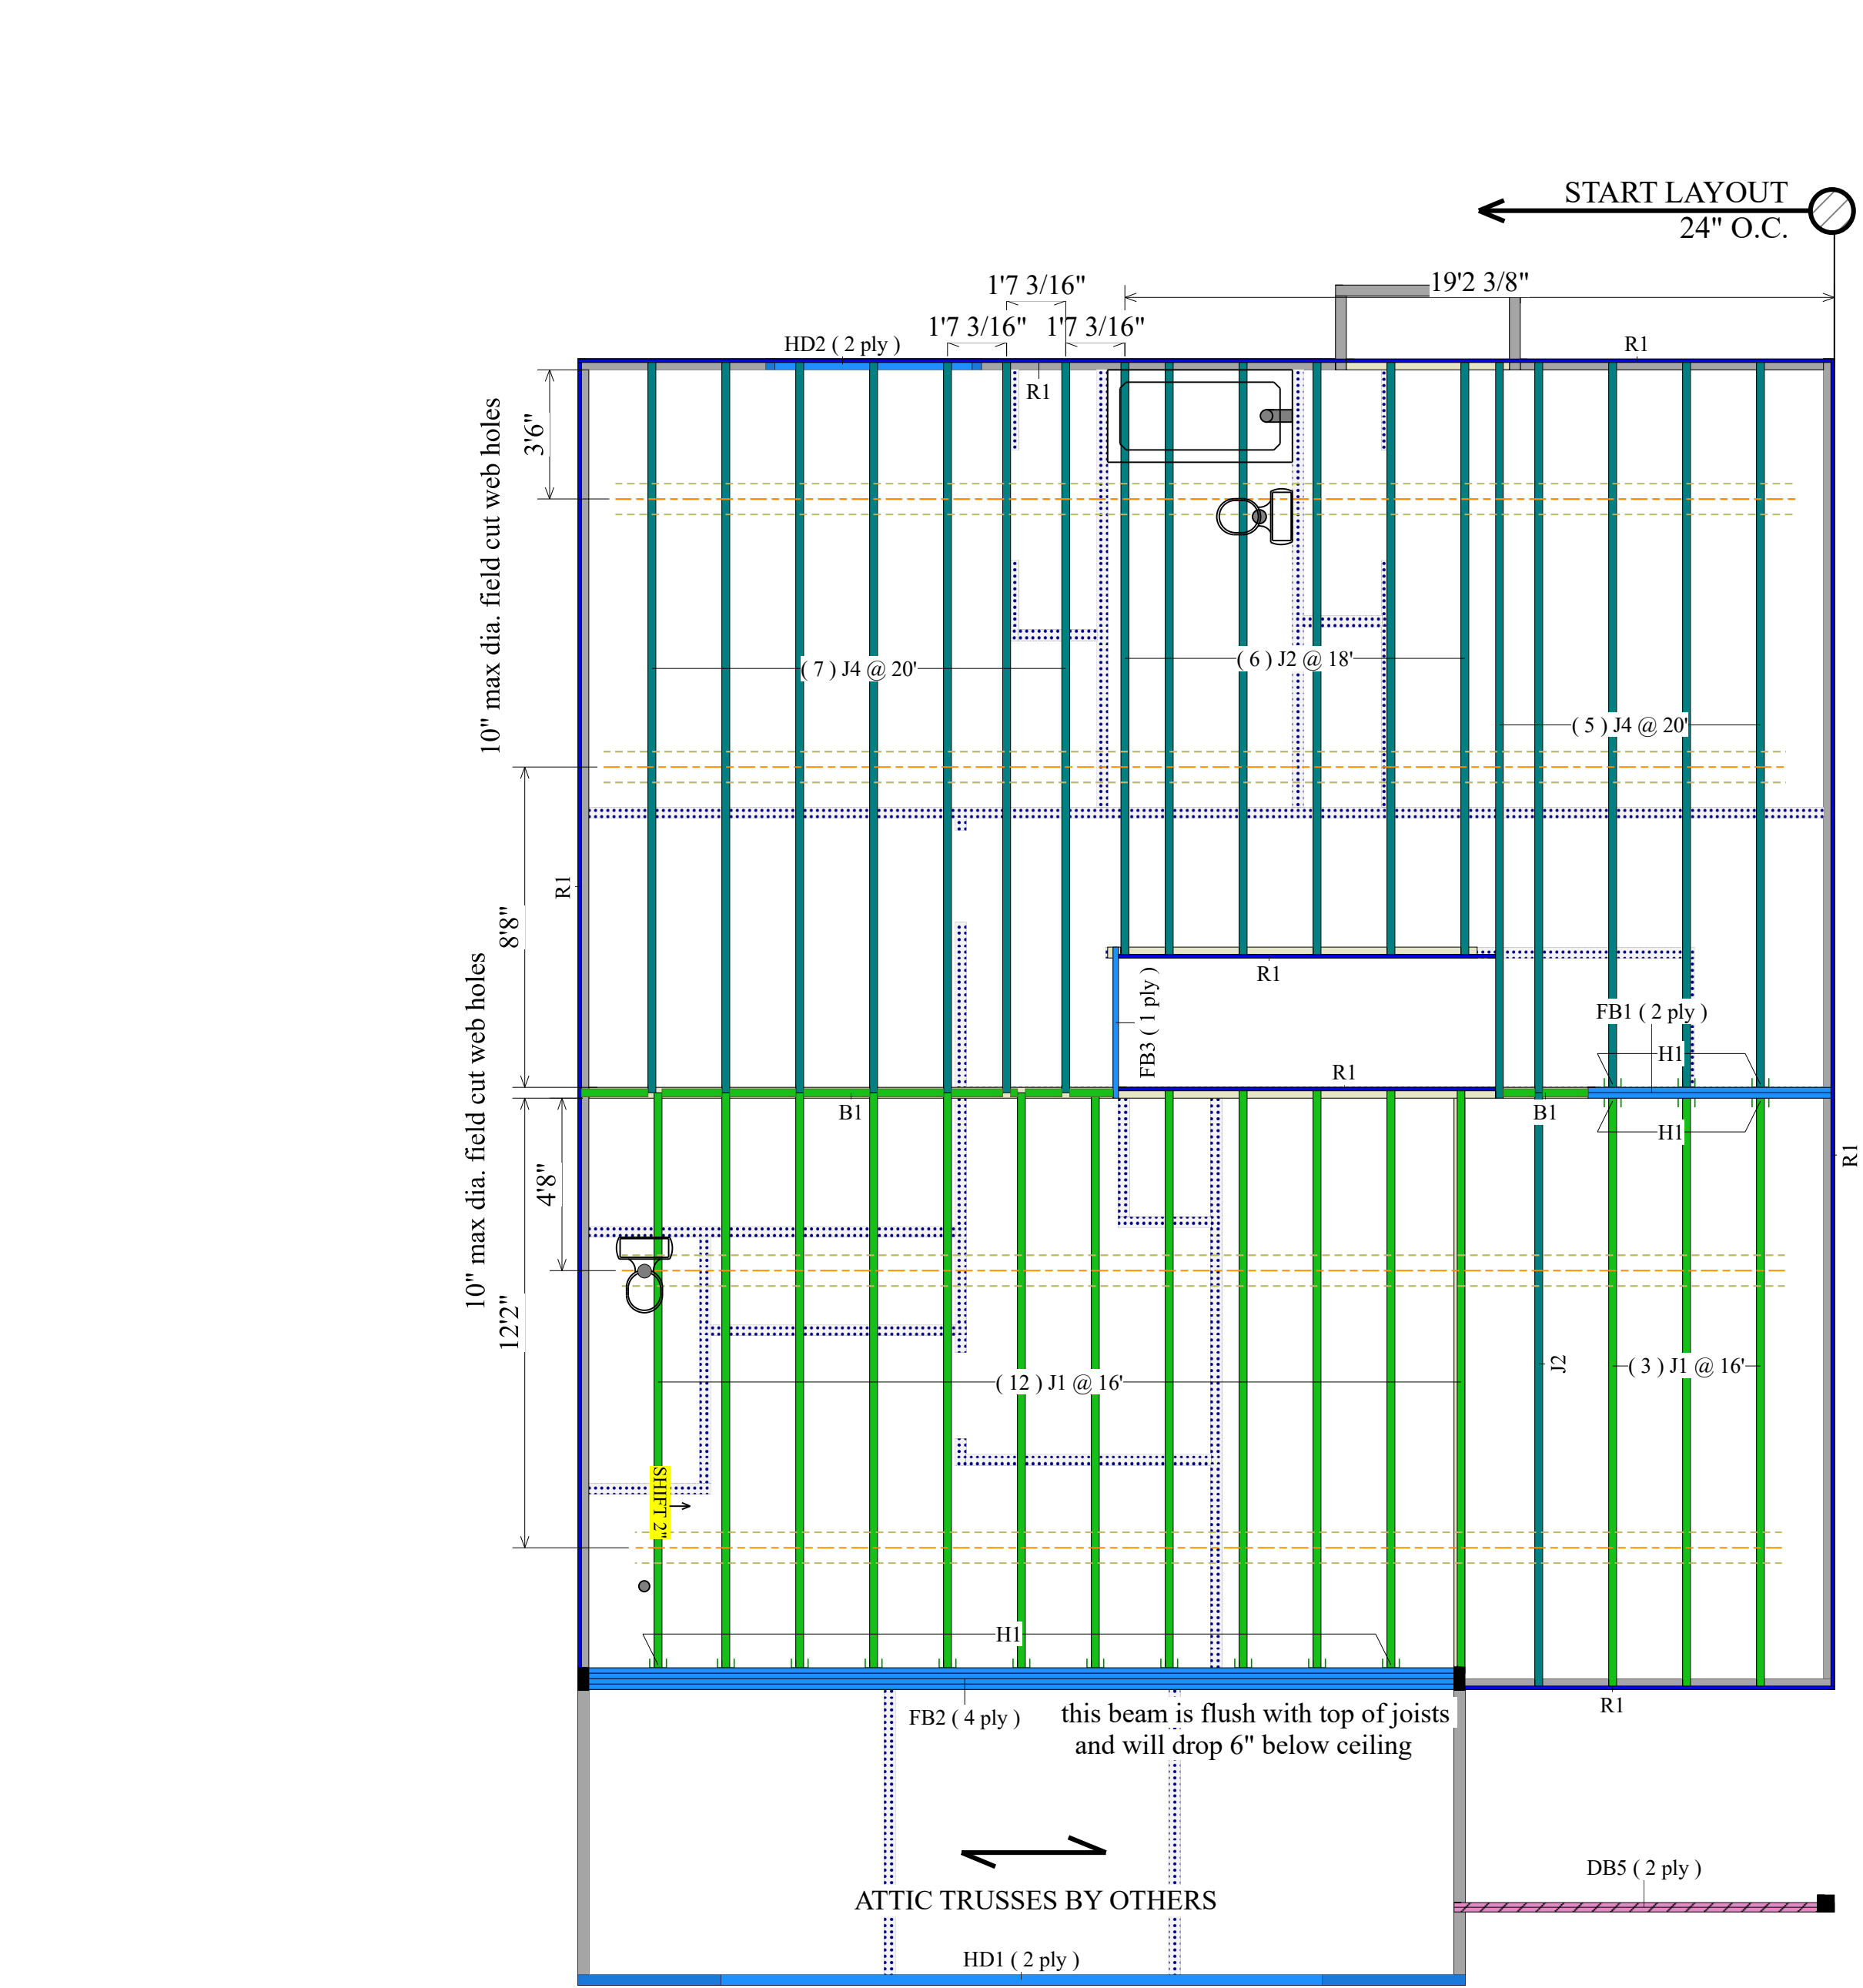 START LAYOUT
24" O.C.
19'2 3/8"
1'7 3/16"
1'7 3/16"
1'7 3/16"
HD2 ( 2 ply )
R1
R1
3'6"
10" max dia. field cut web holes
( 7 ) J4 @ 20'
( 6 ) J2 @ 18'
( 5 ) J4 @ 20'
R1
8'8"
R1
FB3 ( 1 ply )
FB1 ( 2 ply )
H1
R1
B1
B1
H1
R1
10" max dia. field cut web holes
4'8"
12'2"
J2
( 3 ) J1 @ 16'
( 12 ) J1 @ 16'
SHIFT 2"
H1
R1
FB2 ( 4 ply )
this beam is flush with top of joists
and will drop 6" below ceiling
DB5 ( 2 ply )
ATTIC TRUSSES BY OTHERS
HD1 ( 2 ply )